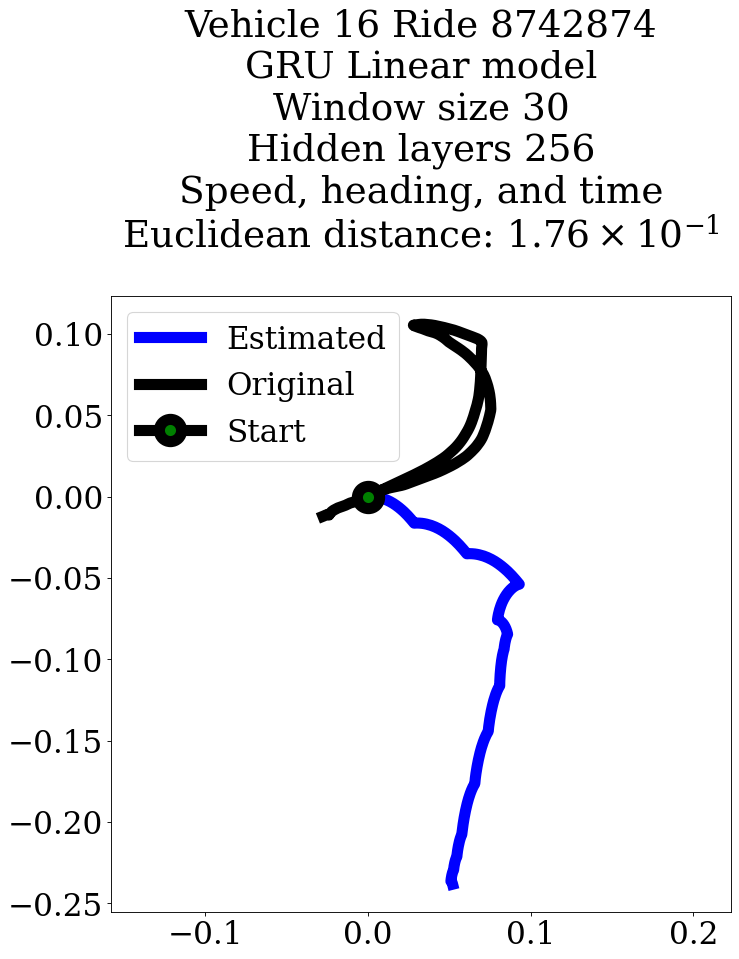 Vehicle 16 Ride 8742874
GRU Linear model
Window size 30
Hidden layers 256
Speed, heading, and time
Euclidean distance: 1.76 × 10⁻¹
Estimated
Original
Start
0.10
0.05
0.00
−0.05
−0.10
−0.15
−0.20
−0.25
−0.1 0.0 0.1 0.2